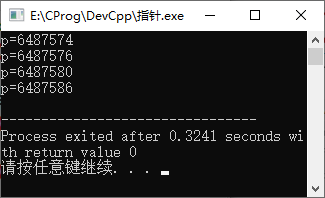 E:\CProg\DevCpp\指针.exe
p=6487574
p=6487576
p=6487580
p=6487586
--------------------------------
Process exited after 0.3241 seconds wi
th return value 0
请按任意键继续. . .